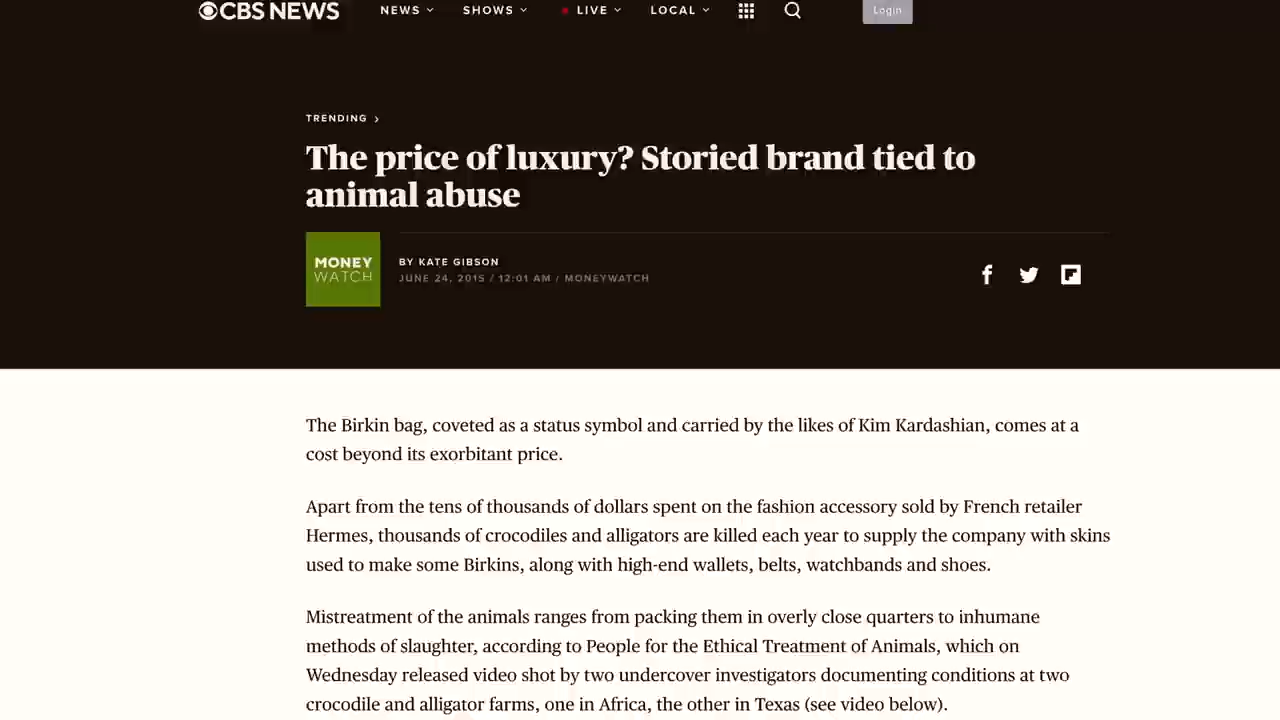 CBS NEWS NEWS SHOWS LIVE LOCAL Login
TRENDING
The price of luxury? Storied brand tied to
animal abuse
MONEY
WATCH
BY KATE GIBSON
JUNE 24, 2015 / 12:01 AM / MONEYWATCH
The Birkin bag, coveted as a status symbol and carried by the likes of Kim Kardashian, comes at a
cost beyond its exorbitant price.
Apart from the tens of thousands of dollars spent on the fashion accessory sold by French retailer
Hermes, thousands of crocodiles and alligators are killed each year to supply the company with skins
used to make some Birkins, along with high-end wallets, belts, watchbands and shoes.
Mistreatment of the animals ranges from packing them in overly close quarters to inhumane
methods of slaughter, according to People for the Ethical Treatment of Animals, which on
Wednesday released video shot by two undercover investigators documenting conditions at two
crocodile and alligator farms, one in Africa, the other in Texas (see video below).